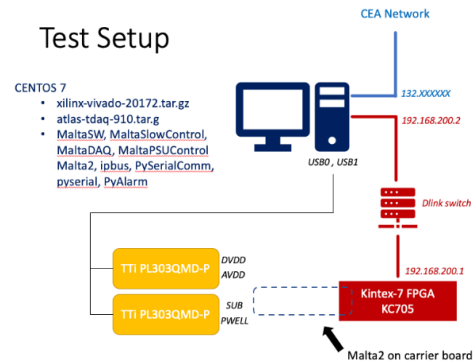 CEA Network
Test Setup
CENTOS 7
• xilinx-vivado-20172.tar.gz
• atlas-tdaq-910.tar.g
• MaltaSW, MaltaSlowControl,
MaltaDAQ, MaltaPSUControl
Malta2, ipbus, PySerialComm,
pyserial, PyAlarm
132.XXXXXX
192.168.200.2
USB0 , USB1
Dlink switch
TTi PL303QMD-P
DVDD
AVDD
TTi PL303QMD-P
SUB
PWELL
192.168.200.1
Kintex-7 FPGA
KC705
Malta2 on carrier board